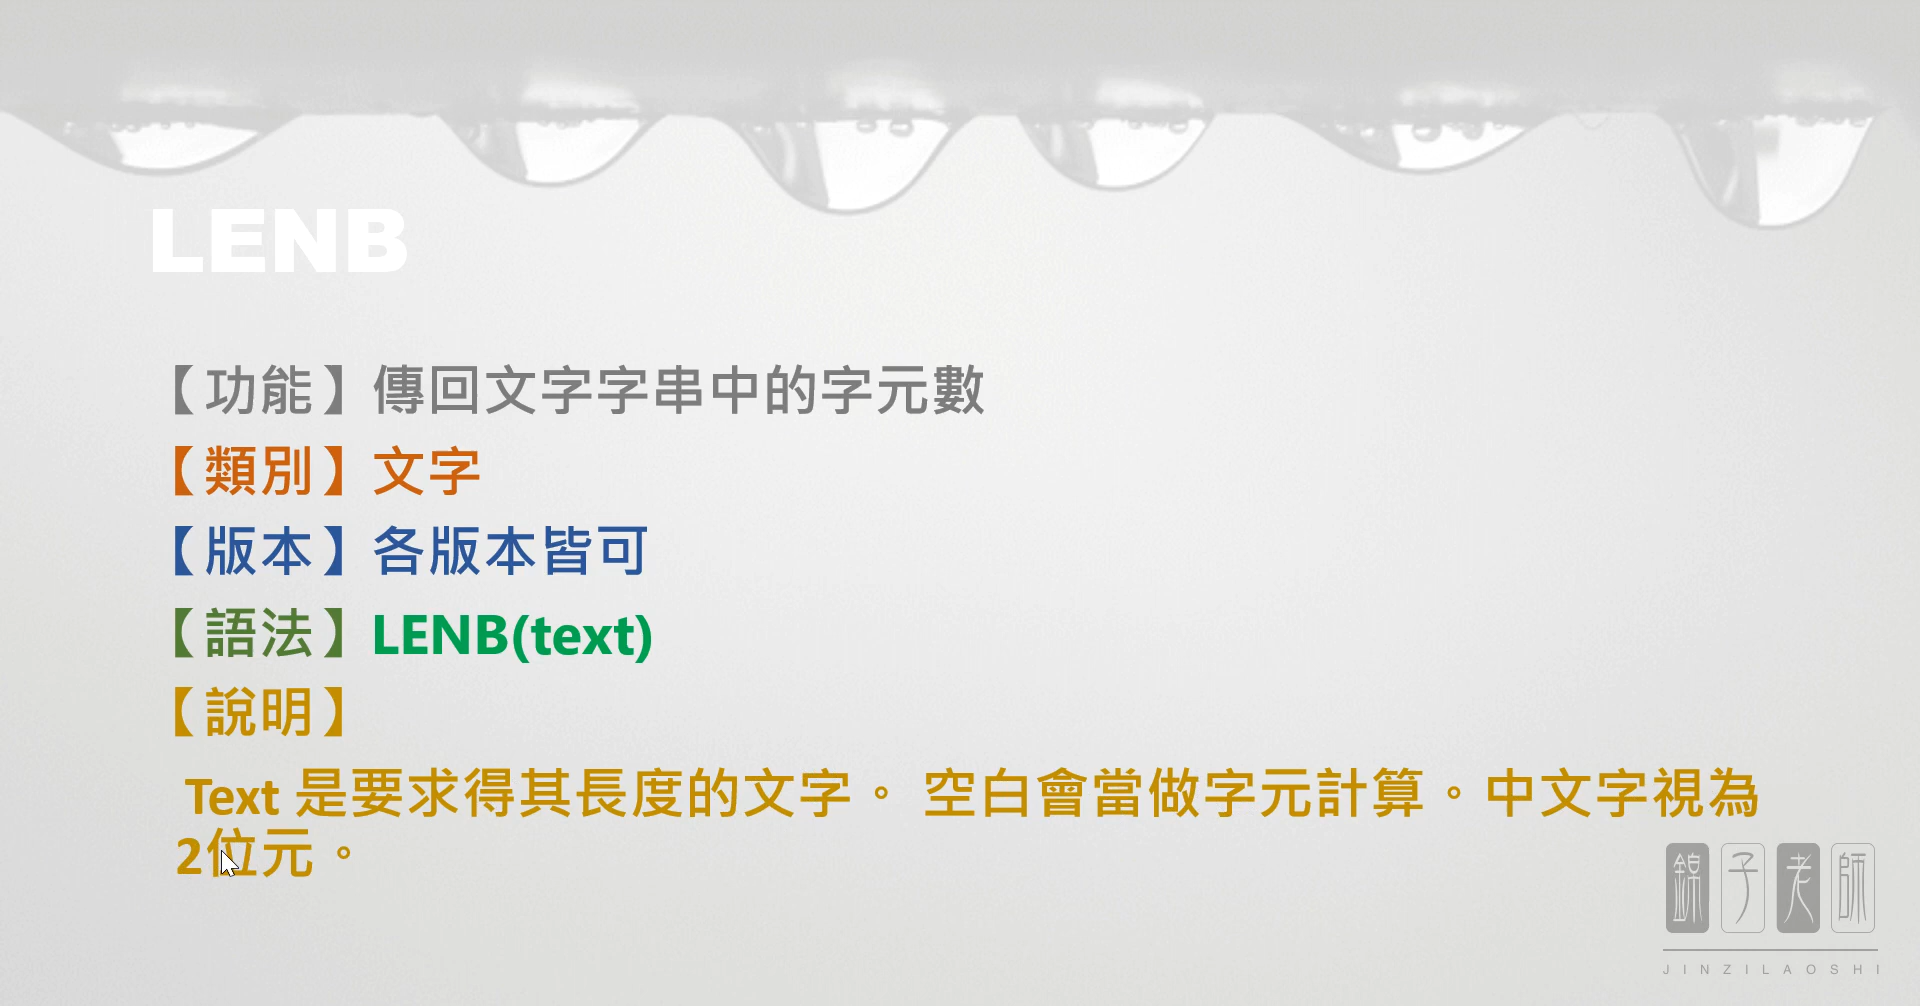 LENB
【功能】傳回文字字串中的字元數
【類別】文字
【版本】各版本皆可
【語法】LENB(text)
【說明】
Text 是要求得其長度的文字。 空白會當做字元計算。中文字視為
2位元。
錦子老師
JINZILAOSHI